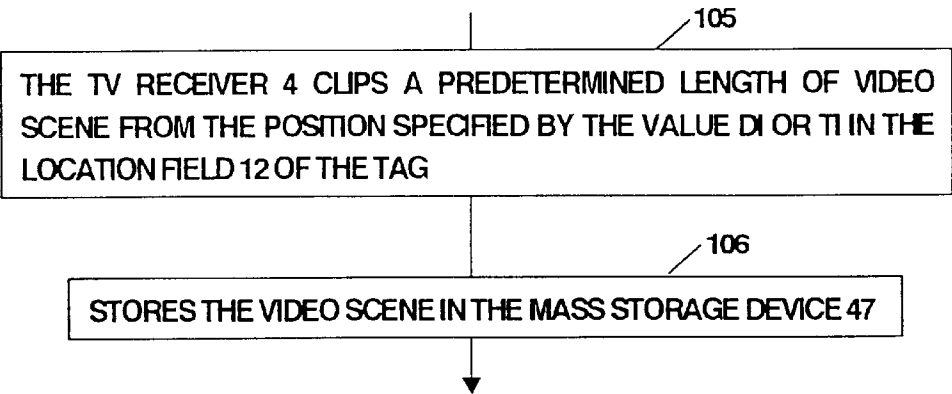 105
THE TV RECEIVER 4 CLIPS A PREDETERMINED LENGTH OF VIDEO
SCENE FROM THE POSITION SPECIFIED BY THE VALUE DI OR TI IN THE
LOCATION FIELD 12 OF THE TAG
106
STORES THE VIDEO SCENE IN THE MASS STORAGE DEVICE 47